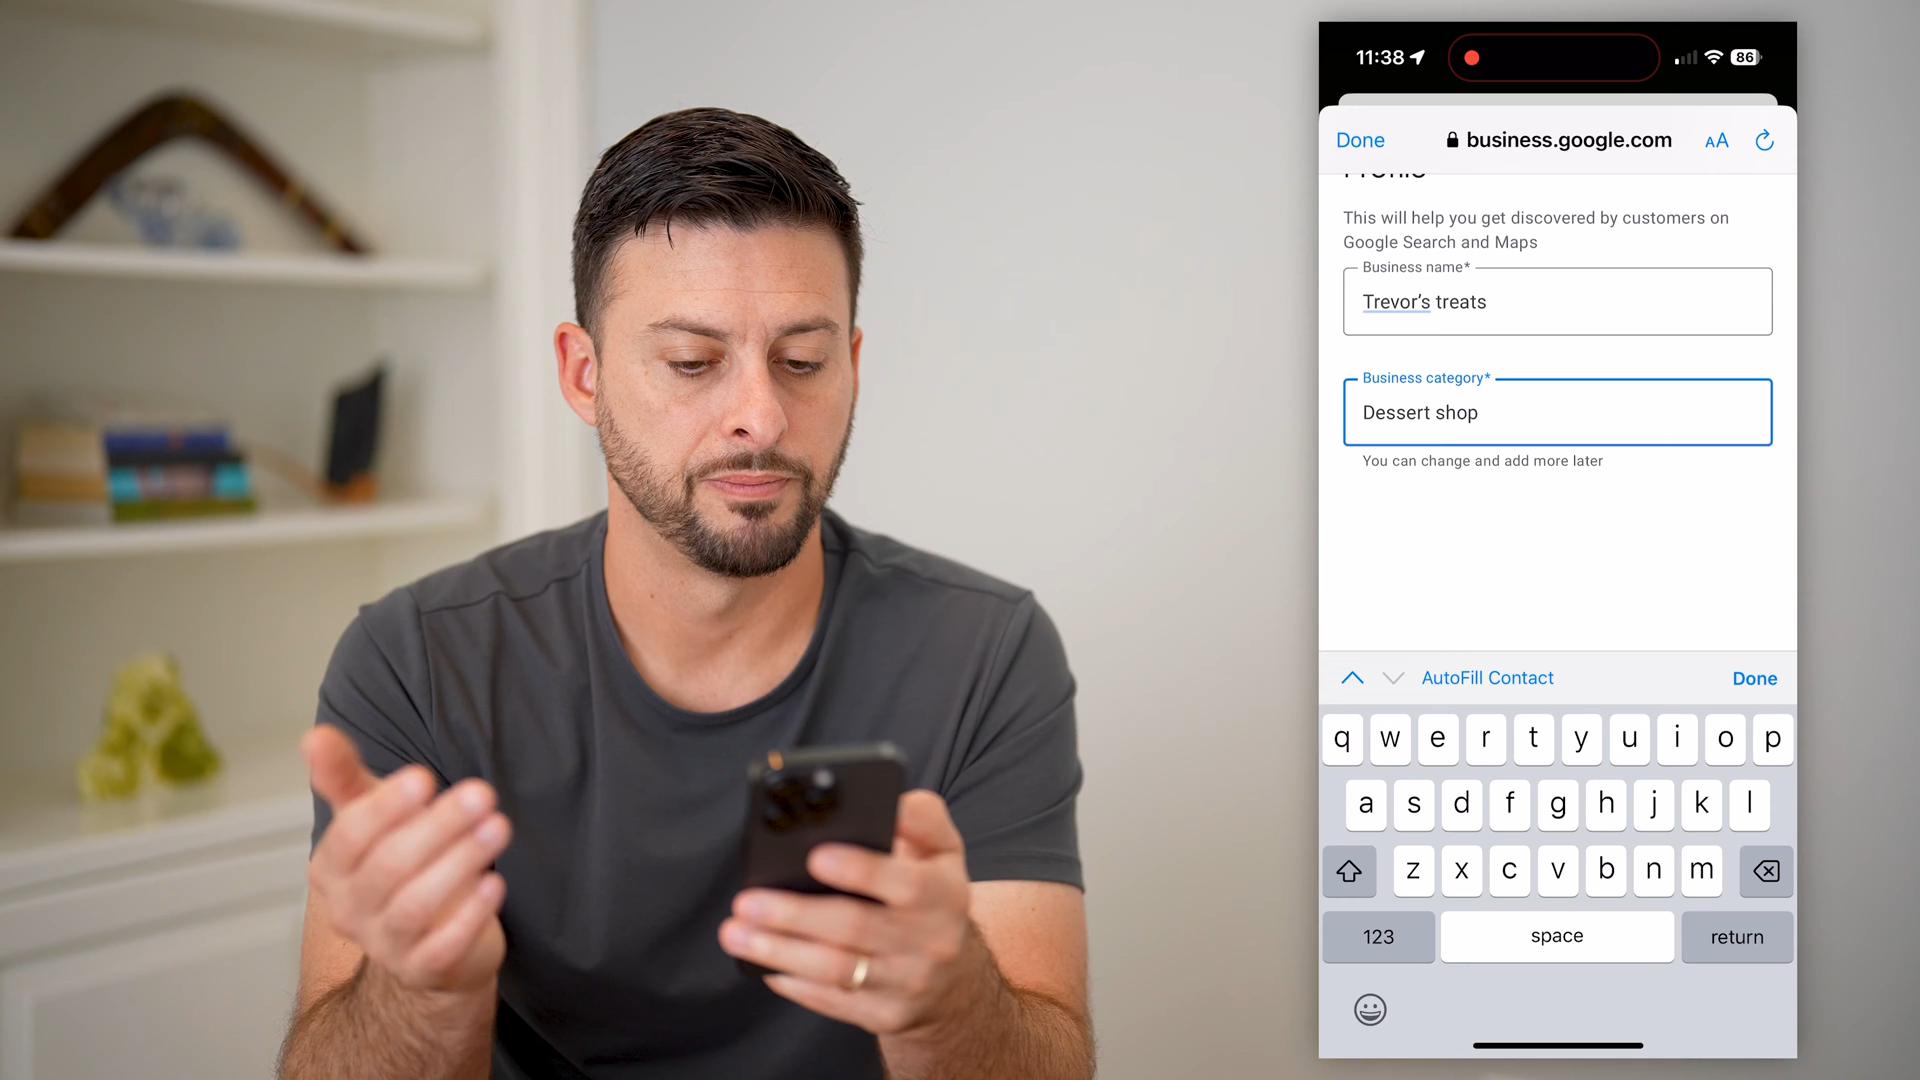 11:38
86
Done
business.google.com
AA
Profile
This will help you get discovered by customers on
Google Search and Maps
Business name*
Trevor's treats
Business category*
Dessert shop
You can change and add more later
AutoFill Contact
Done
q w e r t y u i o p
a s d f g h j k l
z x c v b n m
123
space
return